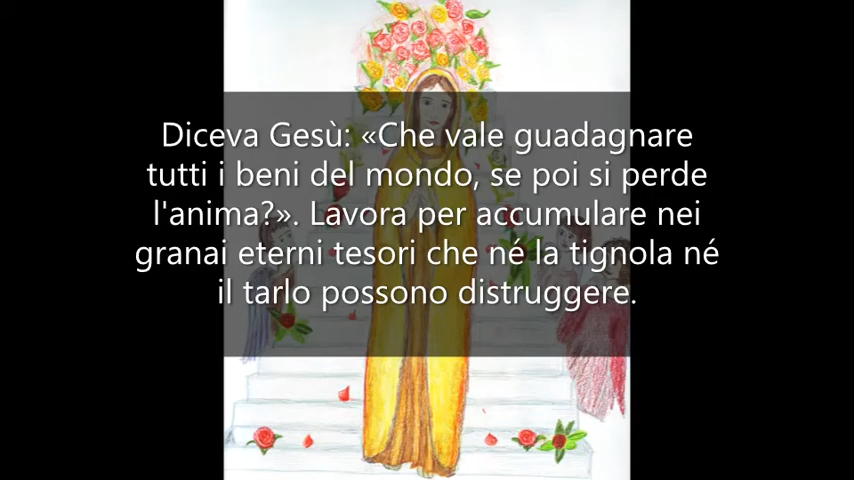 Diceva Gesù: «Che vale guadagnare
tutti i beni del mondo, se poi si perde
l'anima?». Lavora per accumulare nei
granai eterni tesori che né la tignola né
il tarlo possono distruggere.